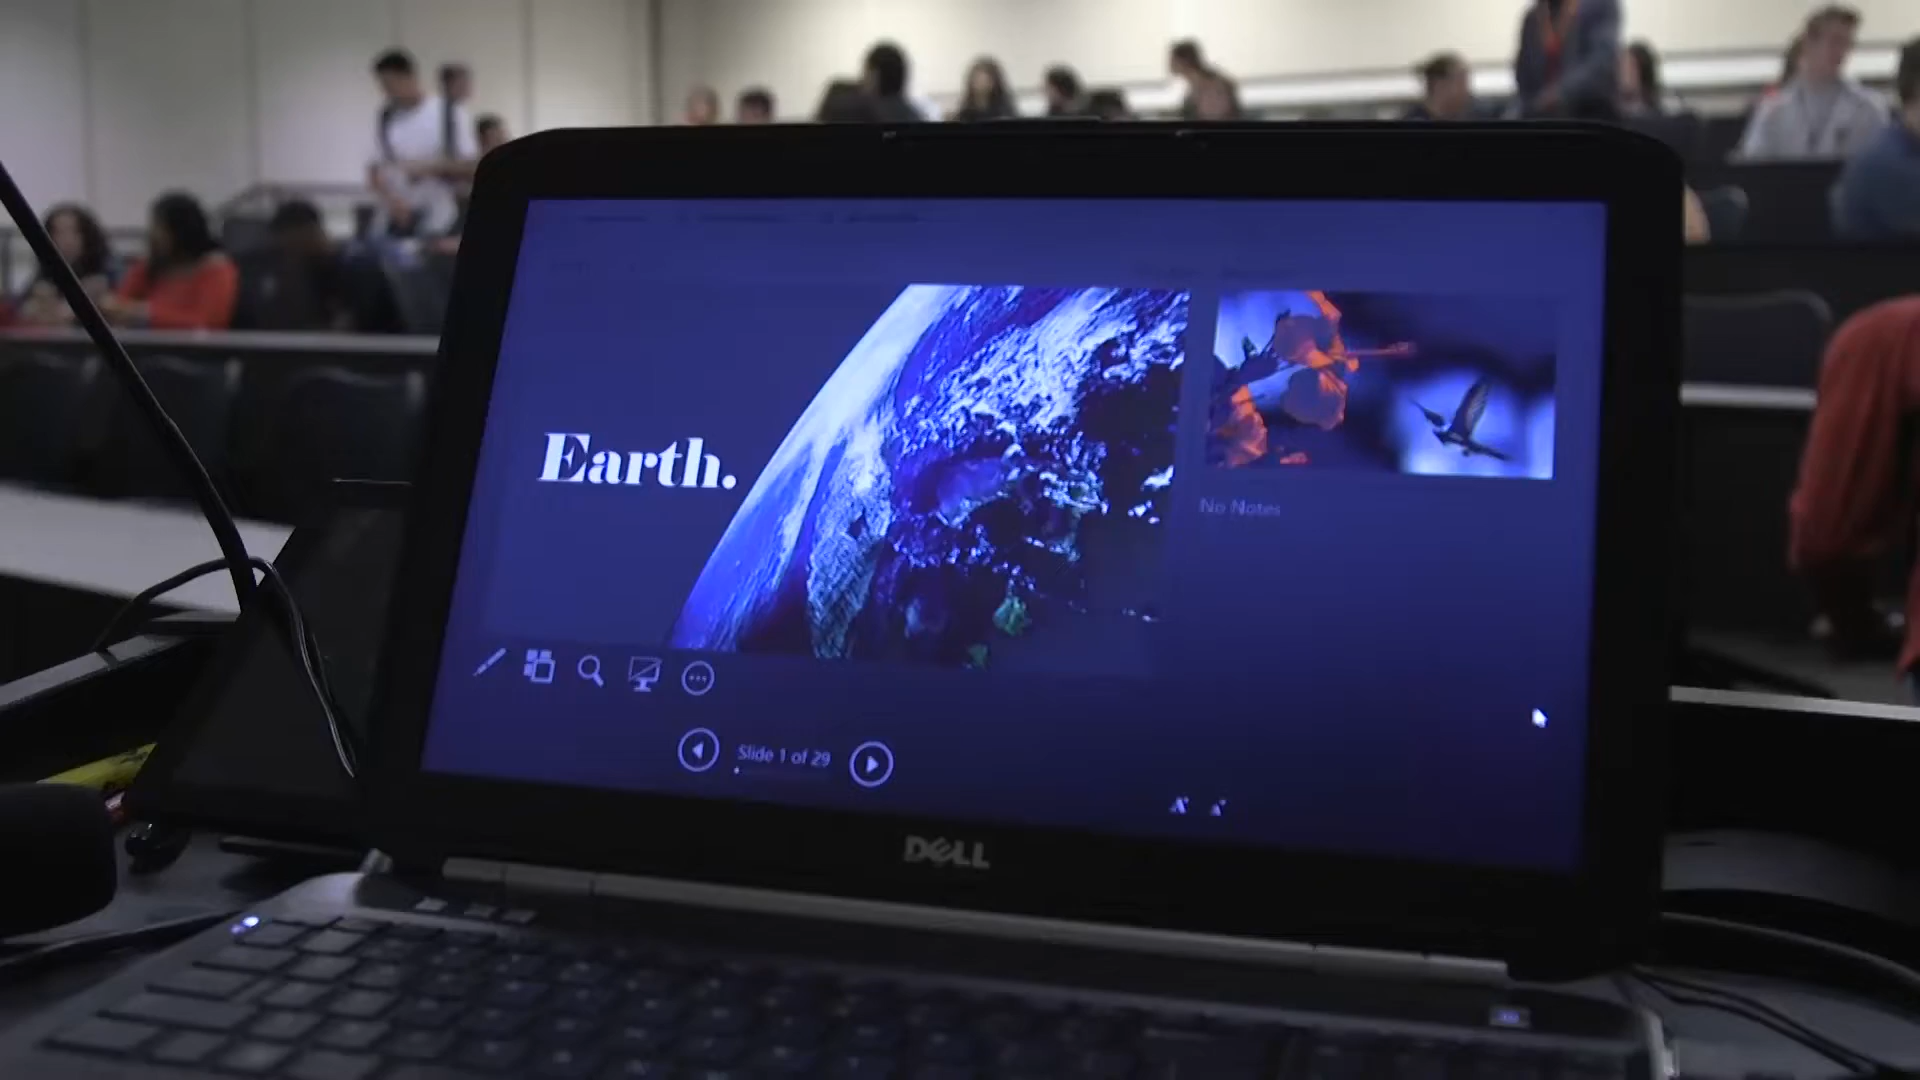 Earth.
No Notes
Slide 1 of 29
A A
DELL